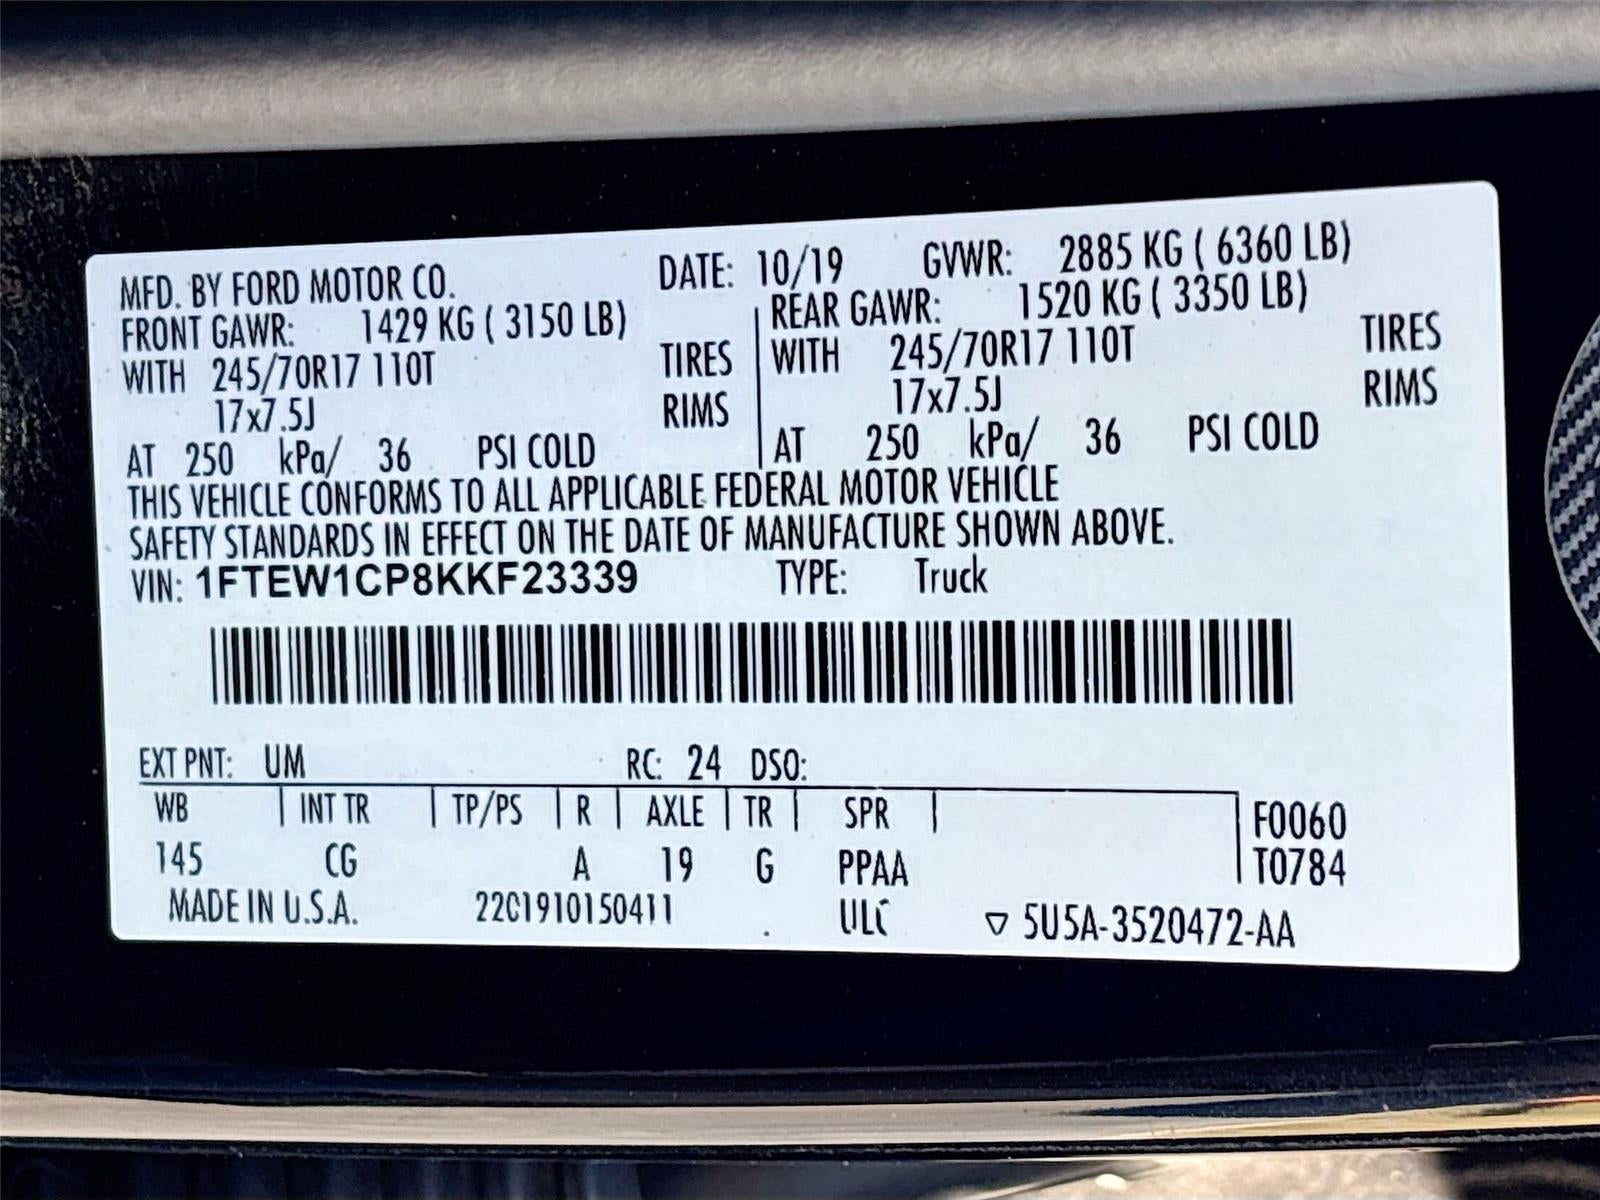 MFD. BY FORD MOTOR CO. DATE: 10/19 GVWR: 2885 KG ( 6360 LB)
FRONT GAWR: 1429 KG ( 3150 LB) REAR GAWR: 1520 KG ( 3350 LB)
WITH 245/70R17 110T TIRES WITH 245/70R17 110T TIRES
17x7.5J RIMS 17x7.5J RIMS
AT 250 kPa/ 36 PSI COLD AT 250 kPa/ 36 PSI COLD
THIS VEHICLE CONFORMS TO ALL APPLICABLE FEDERAL MOTOR VEHICLE
SAFETY STANDARDS IN EFFECT ON THE DATE OF MANUFACTURE SHOWN ABOVE.
VIN: 1FTEW1CP8KKF23339 TYPE: Truck
EXT PNT: UM RC: 24 DSO:
WB INT TR TP/PS R AXLE TR SPR F0060
145 CG A 19 G PPAA T0784
MADE IN U.S.A. 22C1910150411 ULC ▽ 5U5A-3520472-AA